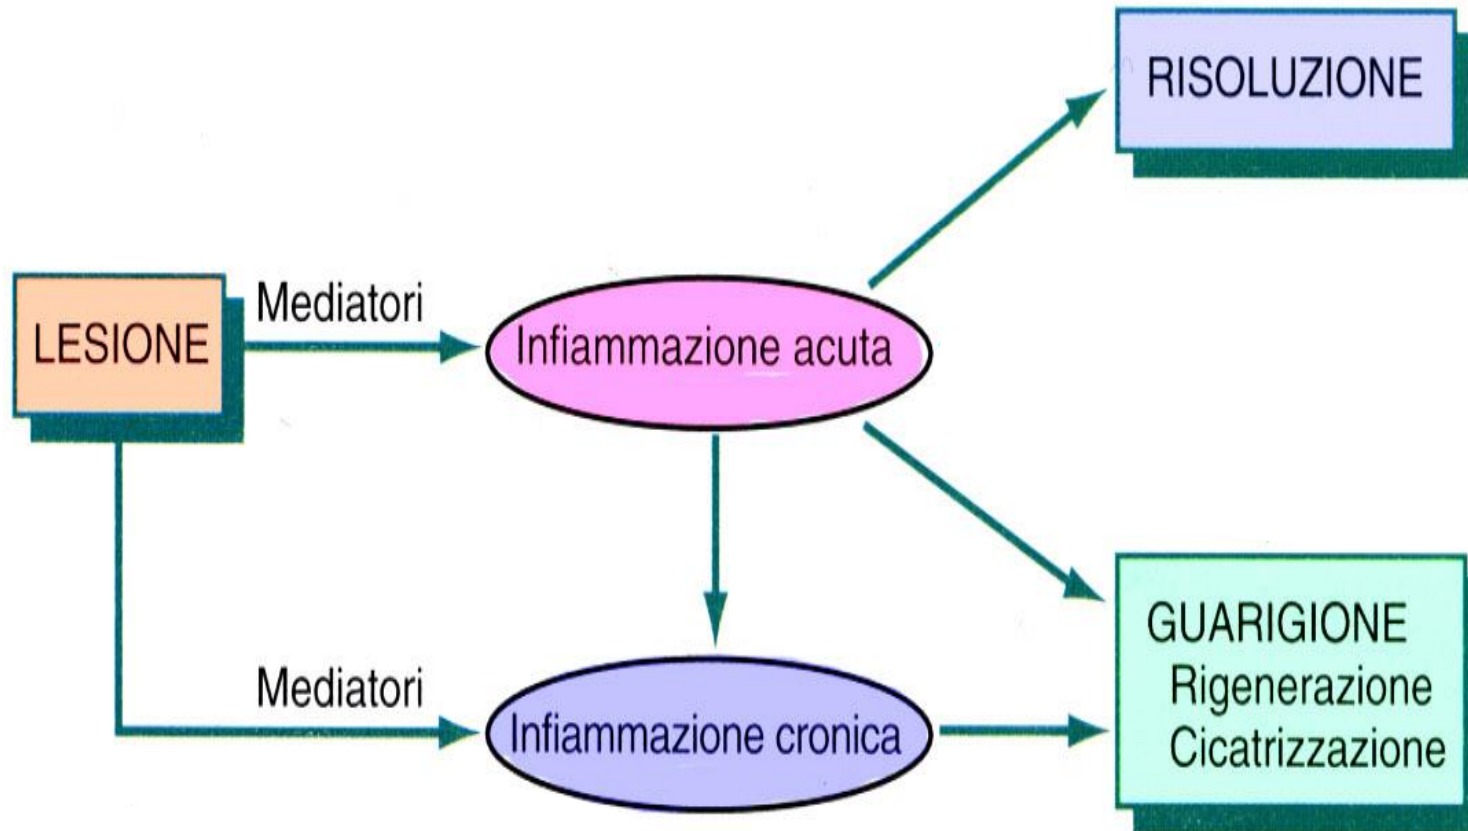 RISOLUZIONE
Mediatori
LESIONE
Infiammazione acuta
GUARIGIONE
Rigenerazione
Mediatori
Cicatrizzazione
Infiammazione cronica